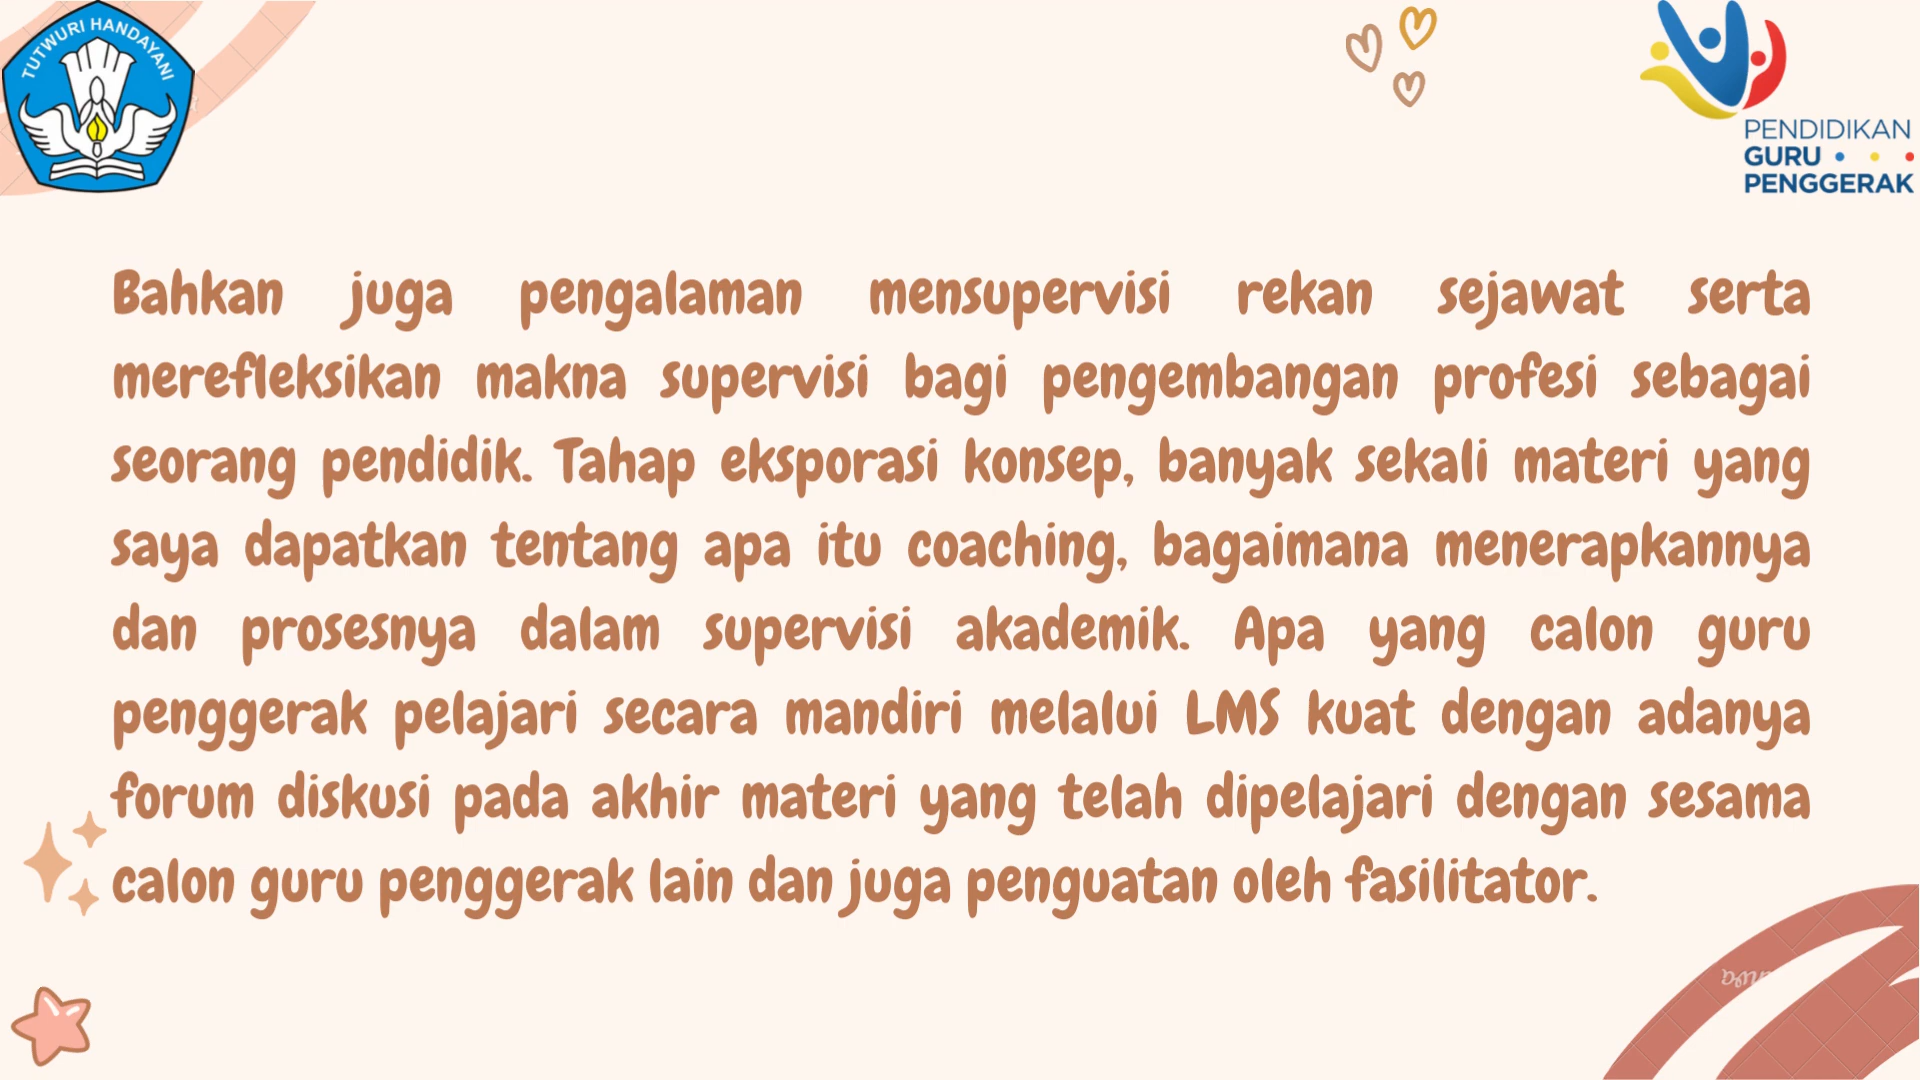 TUTWURI HANDAYANI
PENDIDIKAN
GURU
PENGGERAK
Bahkan juga pengalaman mensupervisi rekan sejawat serta
merefleksikan makna supervisi bagi pengembangan profesi sebagai
seorang pendidik. Tahap eksporasi konsep, banyak sekali materi yang
saya dapatkan tentang apa itu coaching, bagaimana menerapkannya
dan prosesnya dalam supervisi akademik. Apa yang calon guru
penggerak pelajari secara mandiri melalui LMS kuat dengan adanya
forum diskusi pada akhir materi yang telah dipelajari dengan sesama
calon guru penggerak lain dan juga penguatan oleh fasilitator.